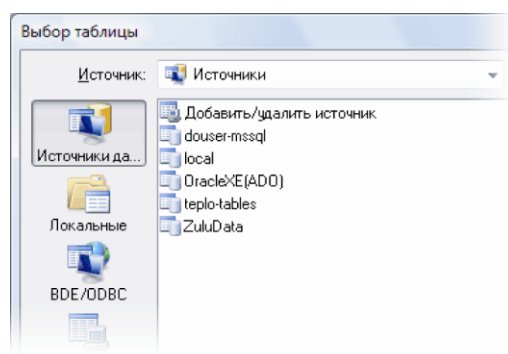 Выбор таблицы
Источник: Источники
Добавить/удалить источник
douser-mssql
local
OracleXE(ADO)
teplo-tables
ZuluData
Источники да...
Локальные
BDE/ODBC